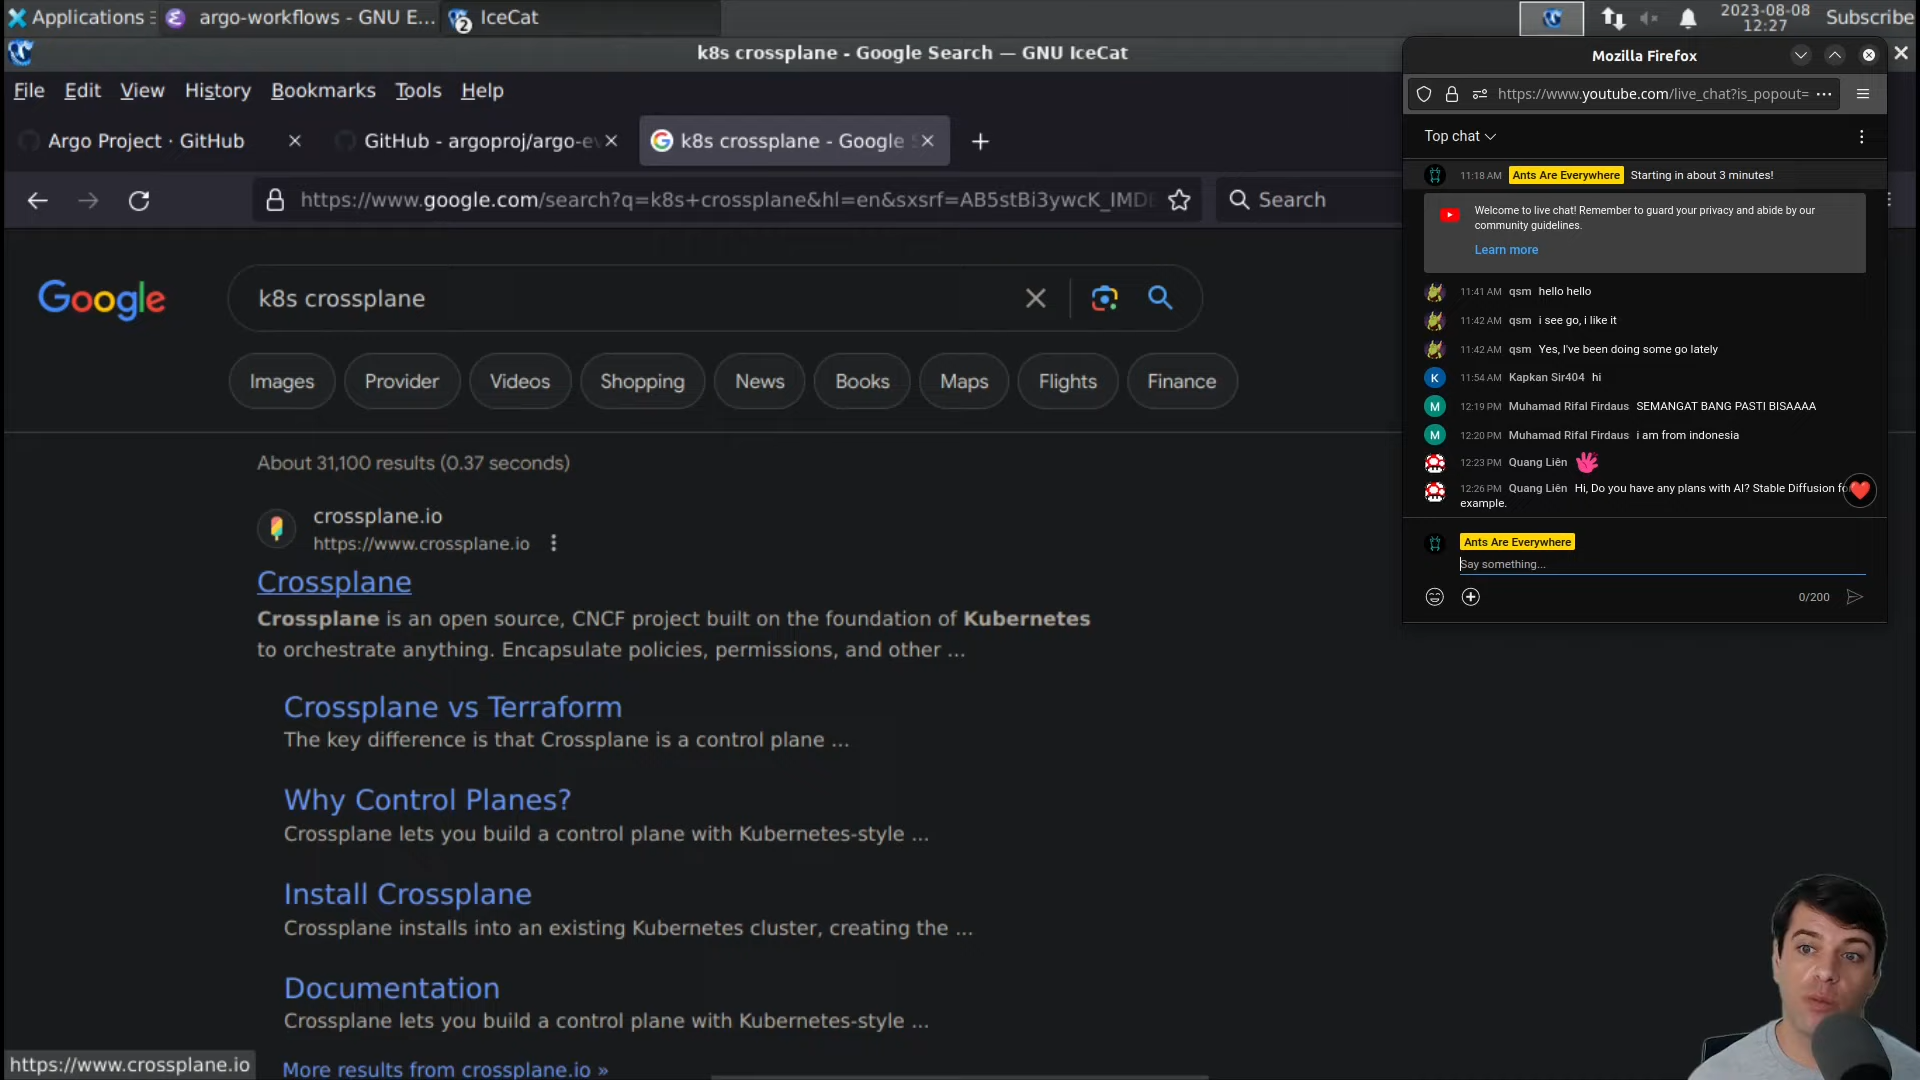 Applications
argo-workflows - GNU E...
2 IceCat
2023-08-08
12:27
Subscribe
k8s crossplane - Google Search — GNU IceCat
File Edit View History Bookmarks Tools Help
Argo Project · GitHub
GitHub - argoproj/argo-ev
k8s crossplane - Google S
https://www.google.com/search?q=k8s+crossplane&hl=en&sxsrf=AB5stBi3ywcK_IMDE
Search
Google
k8s crossplane
Images Provider Videos Shopping News Books Maps Flights Finance
About 31,100 results (0.37 seconds)
crossplane.io
https://www.crossplane.io
Crossplane
Crossplane is an open source, CNCF project built on the foundation of Kubernetes
to orchestrate anything. Encapsulate policies, permissions, and other ...
Crossplane vs Terraform
The key difference is that Crossplane is a control plane ...
Why Control Planes?
Crossplane lets you build a control plane with Kubernetes-style ...
Install Crossplane
Crossplane installs into an existing Kubernetes cluster, creating the ...
Documentation
Crossplane lets you build a control plane with Kubernetes-style ...
More results from crossplane.io »
https://www.crossplane.io
Mozilla Firefox
https://www.youtube.com/live_chat?is_popout=
Top chat
11:18 AM Ants Are Everywhere Starting in about 3 minutes!
Welcome to live chat! Remember to guard your privacy and abide by our
community guidelines.
Learn more
11:41 AM qsm hello hello
11:42 AM qsm i see go, i like it
11:42 AM qsm Yes, I've been doing some go lately
K 11:54 AM Kapkan Sir404 hi
M 12:19 PM Muhamad Rifal Firdaus SEMANGAT BANG PASTI BISAAAA
M 12:20 PM Muhamad Rifal Firdaus i am from indonesia
12:23 PM Quang Liên
12:26 PM Quang Liên Hi, Do you have any plans with AI? Stable Diffusion fo
example.
Ants Are Everywhere
Say something...
0/200